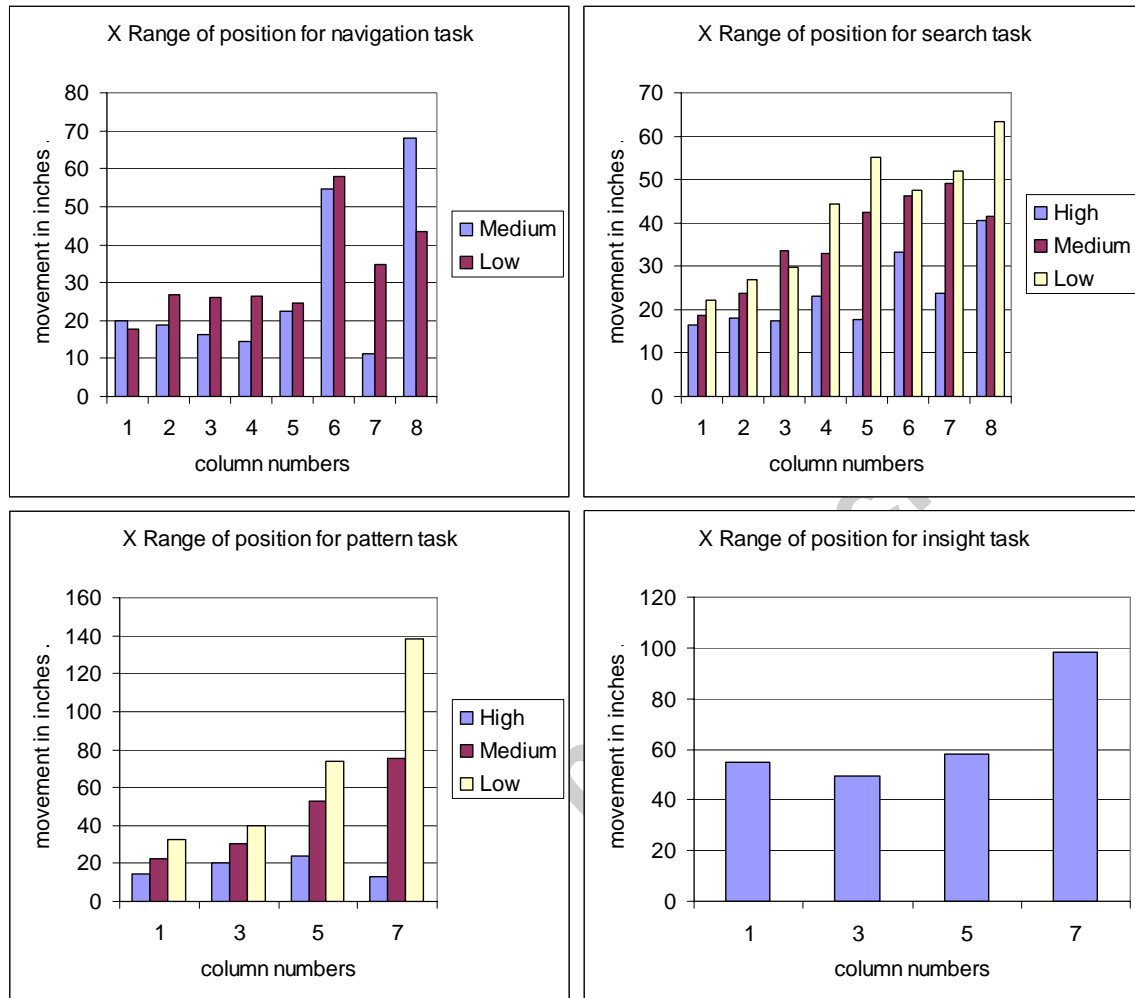 X Range of position for navigation task
movement in inches .
80
70
60
50
40
30
20
10
0
1 2 3 4 5 6 7 8
column numbers
Medium
Low
X Range of position for search task
movement in inches .
70
60
50
40
30
20
10
0
1 2 3 4 5 6 7 8
column numbers
High
Medium
Low
X Range of position for pattern task
movement in inches .
160
140
120
100
80
60
40
20
0
1 3 5 7
column numbers
High
Medium
Low
X Range of position for insight task
movement in inches .
120
100
80
60
40
20
0
1 3 5 7
column numbers